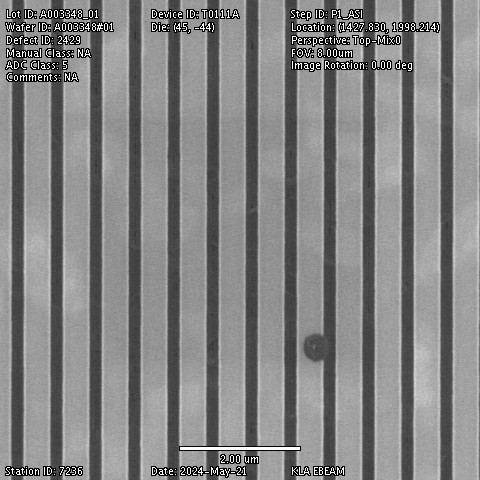 Lot ID: A003348_01
Wafer ID: A003348#01
Defect ID: 2429
Manual Class: NA
ADC Class: 5
Comments: NA
Device ID: T0111A
Die: (45, -44)
Step ID: P1_ASI
Location: (1427.830, 1998.214)
Perspective: Top-Mix0
FOV: 8.00um
Image Rotation: 0.00 deg
2.00 um
Station ID: 7236
Date: 2024-May-21
KLA EBEAM